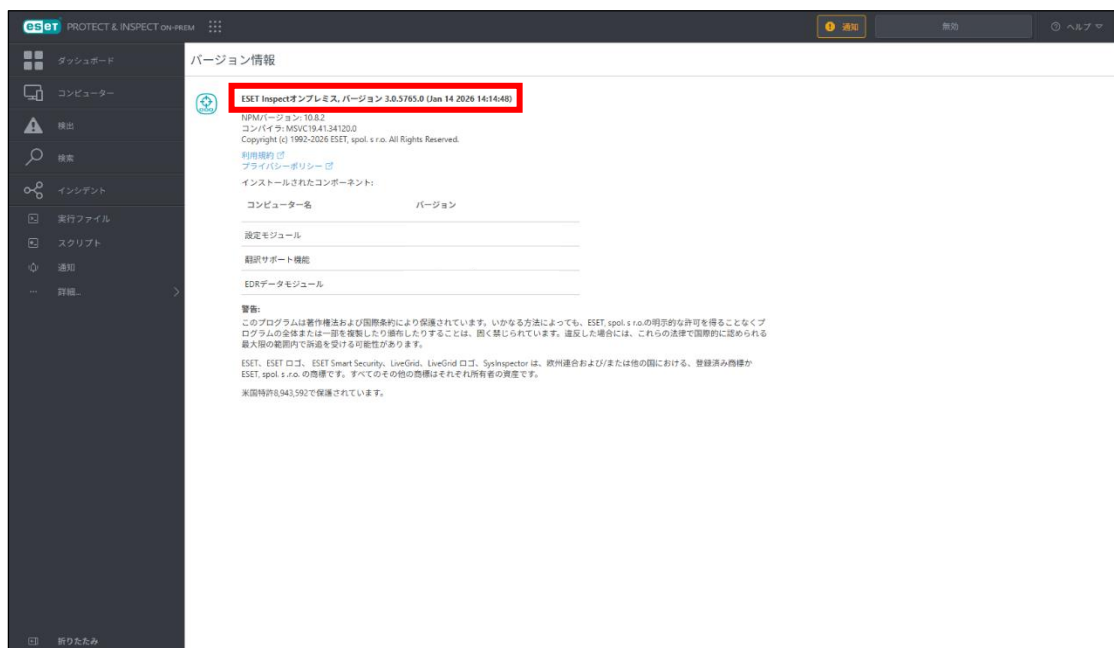 eset PROTECT & INSPECT ON-PREM
通知
無効
ヘルプ
ダッシュボード
コンピューター
検出
検索
インシデント
実行ファイル
スクリプト
通知
詳細...
折りたたみ
バージョン情報
ESET Inspectオンプレミス, バージョン 3.0.5765.0 (Jan 14 2026 14:14:48)
NPMバージョン: 10.8.2
コンパイラ: MSVC19.41.34120.0
Copyright (c) 1992-2026 ESET, spol. s r.o. All Rights Reserved.
利用規約
プライバシーポリシー
インストールされたコンポーネント:
コンピューター名 バージョン
設定モジュール
翻訳サポート機能
EDRデータモジュール
警告:
このプログラムは著作権法および国際条約により保護されています。いかなる方法によっても、ESET, spol. s r.o.の明示的な許可を得ることなくプ
ログラムの全体または一部を複製したり頒布したりすることは、固く禁じられています。違反した場合には、これらの法律で国際的に認められる
最大限の範囲内で訴追を受ける可能性があります。
ESET、ESET ロゴ、 ESET Smart Security、LiveGrid、LiveGrid ロゴ、SysInspector は、欧州連合および/または他の国における、登録済み商標か
ESET, spol. s .r.o. の商標です。すべてのその他の商標はそれぞれ所有者の資産です。
米国特許8,943,592で保護されています。